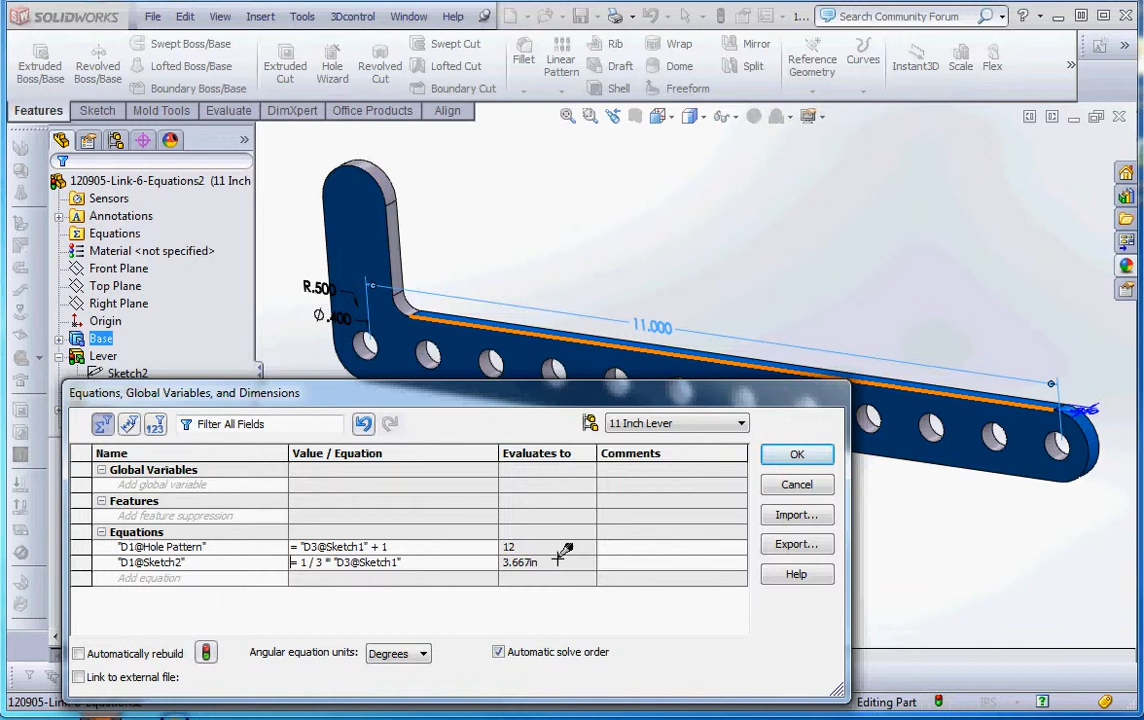 SOLIDWORKS File Edit View Insert Tools 3Dcontrol Window Help 1... Search Community Forum
Extruded Boss/Base
Revolved Boss/Base
Swept Boss/Base
Lofted Boss/Base
Boundary Boss/Base
Extruded Cut
Hole Wizard
Revolved Cut
Swept Cut
Lofted Cut
Boundary Cut
Fillet
Linear Pattern
Rib
Draft
Shell
Wrap
Dome
Freeform
Mirror
Split
Reference Geometry
Curves
Instant3D
Scale
Flex
Features Sketch Mold Tools Evaluate DimXpert Office Products Align
120905-Link-6-Equations2 (11 Inch
Sensors
Annotations
Equations
Material <not specified>
Front Plane
Top Plane
Right Plane
Origin
Base
Lever
Sketch2
R.500
Ø.400
11.000
Equations, Global Variables, and Dimensions
Filter All Fields 11 Inch Lever
Name Value / Equation Evaluates to Comments
Global Variables
Add global variable
Features
Add feature suppression
Equations
"D1@Hole Pattern" = "D3@Sketch1" + 1 12
"D1@Sketch2" = 1 / 3 * "D3@Sketch1" 3.667in
Add equation
OK
Cancel
Import...
Export...
Help
Automatically rebuild Angular equation units: Degrees Automatic solve order
Link to external file:
Editing Part IPS